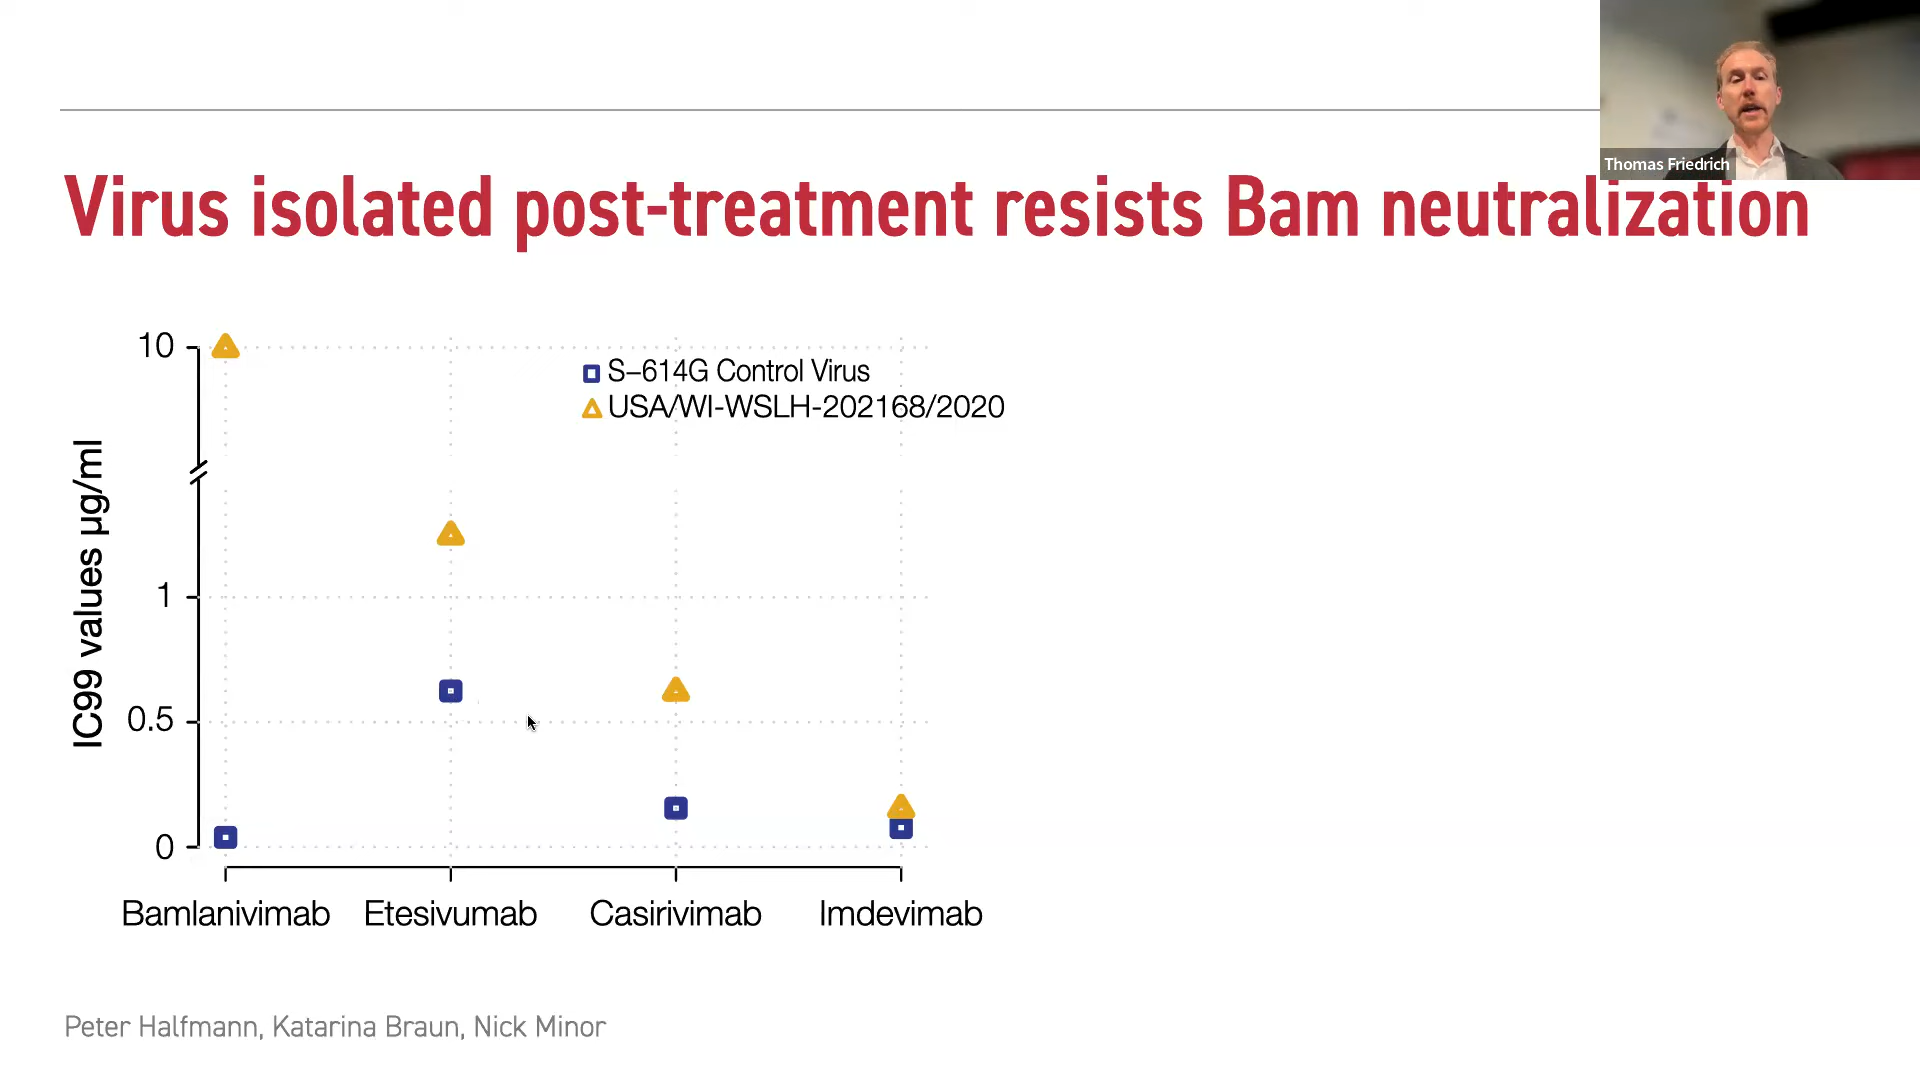 Thomas Friedrich
Virus isolated post-treatment resists Bam neutralization
10
S–614G Control Virus
USA/WI-WSLH-202168/2020
IC99 values µg/ml
1
0.5
0
Bamlanivimab Etesivumab Casirivimab Imdevimab
Peter Halfmann, Katarina Braun, Nick Minor